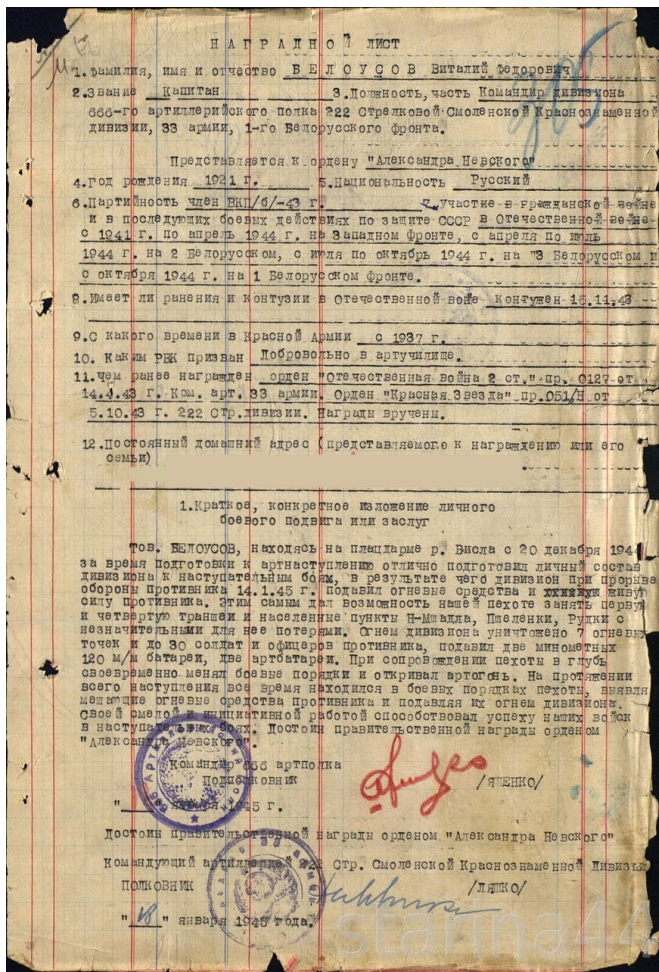 305
НАГРАДНОЙ ЛИСТ
1. Фамилия, имя и отчество БЕЛОУСОВ Виталий Федорович
2. Звание Капитан 3. Должность, часть Командир дивизиона
666-го артиллерийского полка 222 Стрелковой Смоленской Краснознаменной
дивизии, 33 армии, 1-го Белорусского фронта.
Представляется к ордену "Александра Невского"
4. Год рождения 1921 г. 5. Национальность Русский
6. Партийность член ВКП/б/-43 г. 7. участие в гражданской войне
и в последующих боевых действиях по защите СССР в Отечественной войне
с 1941 г. по апрель 1944 г. на Западном Фронте, с апреля по июль
1944 г. на 2 Белорусском, с июля по октябрь 1944 г. на "3 Белорусском и
с октября 1944 г. на 1 Белорусском фронте.
8. Имеет ли ранения и контузии в Отечественной воне контужен 15.11.43
9. С какого времени в Красной Армии с 1937 г.
10. Каким РВК призван Добровольно в артучилище.
11. чем ранее награжден орден "Отечественная война 2 ст." пр. 0127 от
14.4.43 г. Ком. арт. 33 армии. Орден "Красная Звезда" пр. 051/Н от
5.10.43 г. 222 Стр. дивизии. Награды вручены.
12. Постоянный домашний адрес (представляемого к награждению или его
семьи)
1. Краткое, конкретное изложение личного
боевого подвига или заслуг
Тов. БЕЛОУСОВ, находясь на плацдарме р. Висла с 20 декабря 1944
за время подготовки к артнаступлению отлично подготовил личный состав
дивизиона к наступательным боям, в результате чего дивизион при прорыве
обороны противника 14.1.45 г. подавил огневые средства и живую
силу противника. Этим самым дал возможность нашей пехоте занять первую
и четвертую траншеи и населенные пункты Н-Мшадла, Пшеленки, Рудки с
незначительными для нее потерями. Огнем дивизиона уничтожено 7 огневых
точек и до 30 солдат и офицеров противника, подавил две минометных
120 м/м батареи, две артбатареи. При сопровождении пехоты в глубь
своевременно менял боевые порядки и откривал артогонь. На протяжении
всего наступления все время находился в боевых порядках пехоты, выявля
мешающие огневые средства противника и подавляя их огнем дивизиона.
Своей смелой и инициативной работой способствовал успеху наших войск
в наступательных боях. Достоин правительственной награды орденом
"Александра Невского".
Командир 666 артполка
Подполковник /ЯЦЕНКО/
" " января 1945 г.
Достоин правительственной награды орденом "Александра Невского"
Командующий артиллерией 222 Стр. Смоленской Краснознаменной Дивизии
ПОЛКОВНИК /ЛЯШКО/
"18" января 1945 года.
starina44